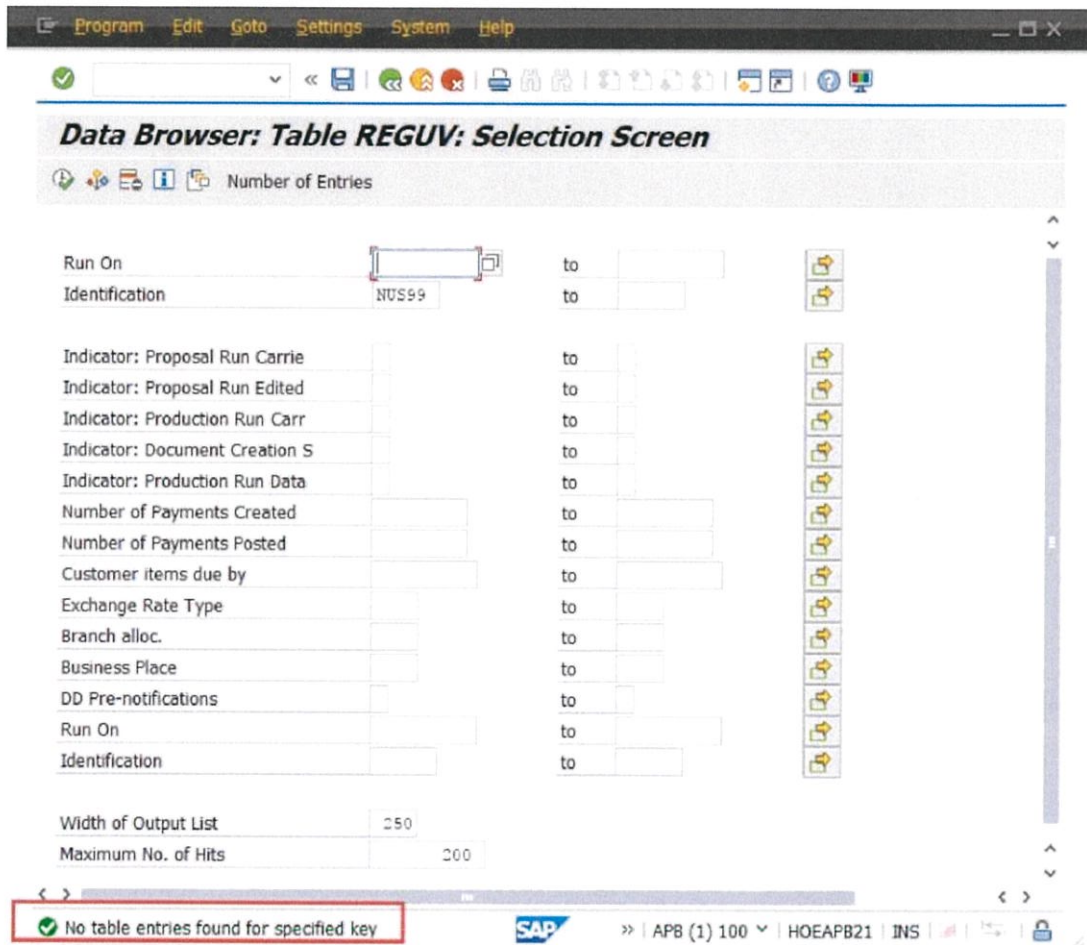 Program Edit Goto Settings System Help
Data Browser: Table REGUV: Selection Screen
Number of Entries
Run On to
Identification NUS99 to
Indicator: Proposal Run Carrie to
Indicator: Proposal Run Edited to
Indicator: Production Run Carr to
Indicator: Document Creation S to
Indicator: Production Run Data to
Number of Payments Created to
Number of Payments Posted to
Customer items due by to
Exchange Rate Type to
Branch alloc. to
Business Place to
DD Pre-notifications to
Run On to
Identification to
Width of Output List 250
Maximum No. of Hits 200
No table entries found for specified key SAP » APB (1) 100 HOEAPB21 INS